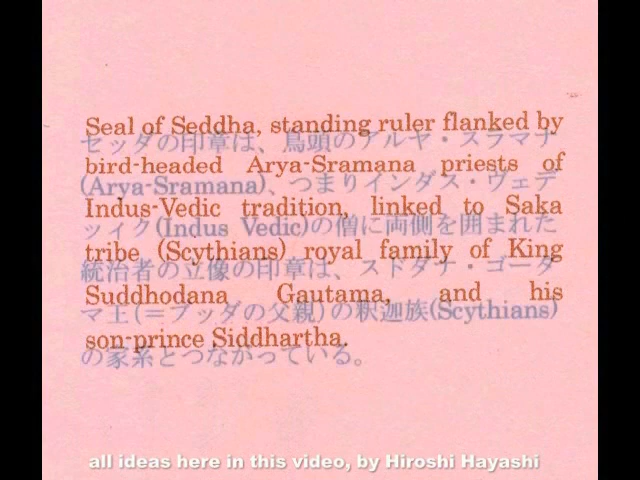 Seal of Seddha, standing ruler flanked by
セッダの印章は、鳥頭のアルヤ・スラマナ
bird-headed Arya-Sramana priests of
(Arya-Sramana)、つまりインダス・ヴェデ
Indus-Vedic tradition, linked to Saka
ッィク(Indus Vedic)の僧に両側を囲まれた
tribe (Scythians) royal family of King
統治者の立像の印章は、ストダナ・ゴータ
Suddhodana Gautama, and his
マ王(=ブッダの父親)の釈迦族(Scythians)
son-prince Siddhartha.
の家系とつながっている。
all ideas here in this video, by Hiroshi Hayashi